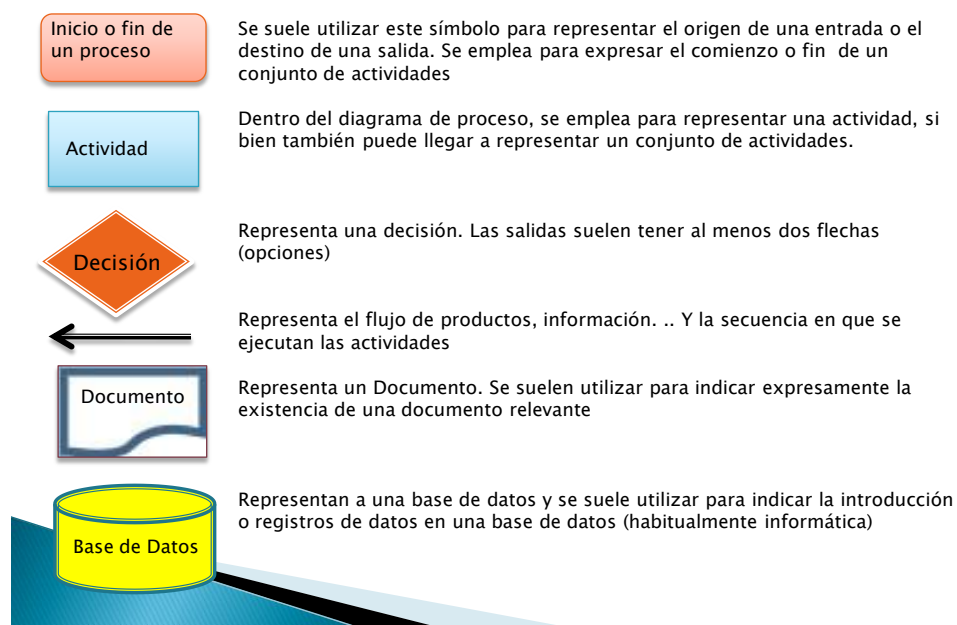 Inicio o fin de
un proceso
Se suele utilizar este símbolo para representar el origen de una entrada o el
destino de una salida. Se emplea para expresar el comienzo o fin  de un
conjunto de actividades
Actividad
Dentro del diagrama de proceso, se emplea para representar una actividad, si
bien también puede llegar a representar un conjunto de actividades.
Decisión
Representa una decisión. Las salidas suelen tener al menos dos flechas
(opciones)
Representa el flujo de productos, información. .. Y la secuencia en que se
ejecutan las actividades
Documento
Representa un Documento. Se suelen utilizar para indicar expresamente la
existencia de una documento relevante
Base de Datos
Representan a una base de datos y se suele utilizar para indicar la introducción
o registros de datos en una base de datos (habitualmente informática)